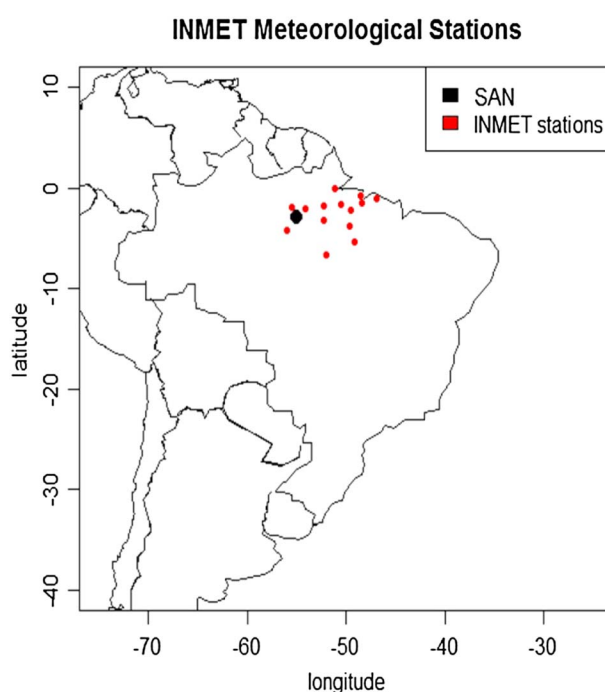 INMET Meteorological Stations
SAN
INMET stations
latitude
10
0
-10
-20
-30
-40
-70
-60
-50
-40
-30
longitude